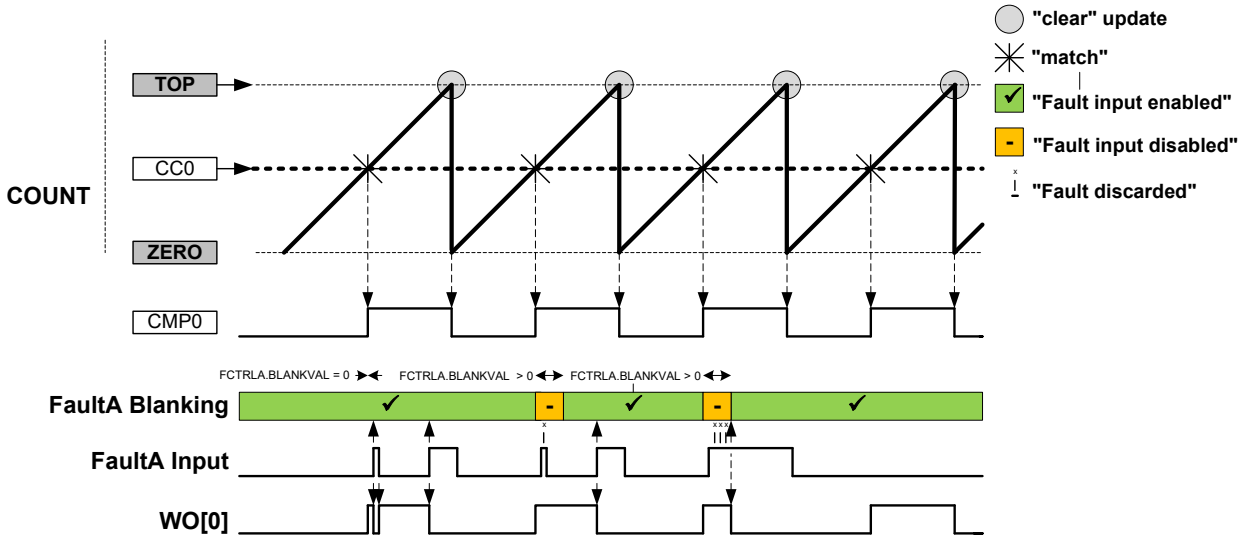 "clear" update
"match"
"Fault input enabled"
"Fault input disabled"
"Fault discarded"
TOP
CC0
COUNT
ZERO
CMP0
FCTRLA.BLANKVAL = 0
FCTRLA.BLANKVAL > 0
FCTRLA.BLANKVAL > 0
FaultA Blanking
✓ - ✓ - ✓
x
x x x
FaultA Input
WO[0]